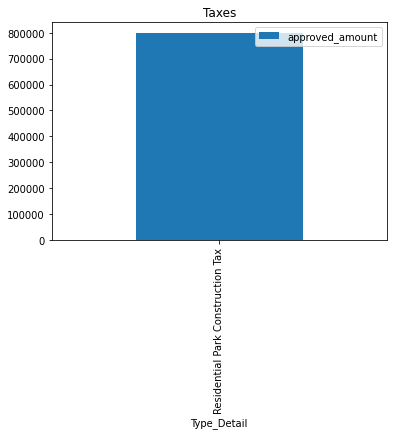 Taxes
approved_amount
800000
700000
600000
500000
400000
300000
200000
100000
0
Residential Park Construction Tax
Type_Detail